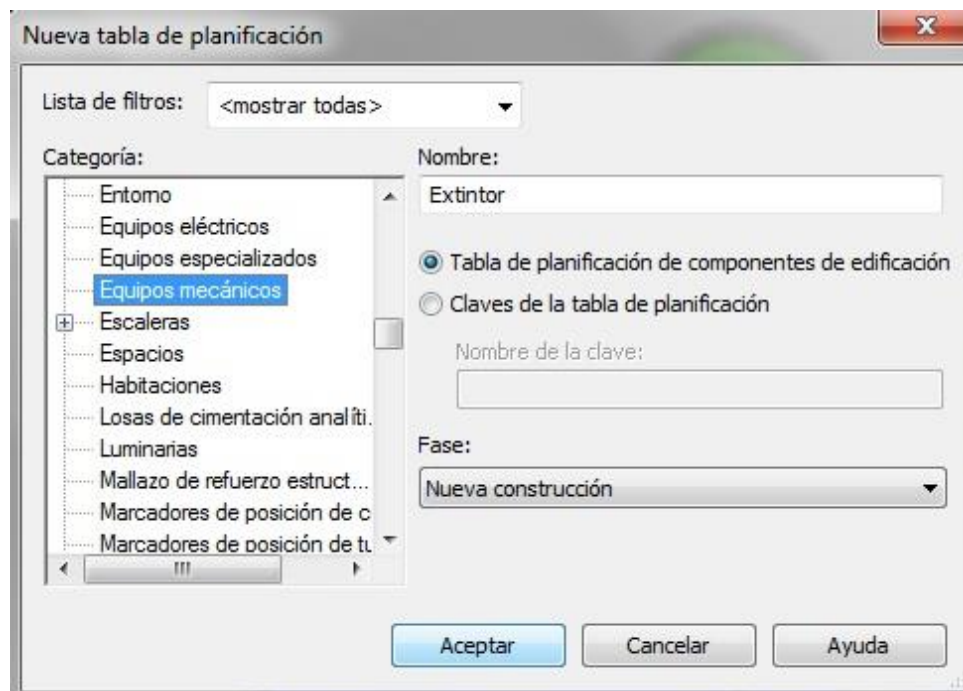 Nueva tabla de planificación
Lista de filtros:
<mostrar todas>
Categoría:
Entorno
Equipos eléctricos
Equipos especializados
Equipos mecánicos
Escaleras
Espacios
Habitaciones
Losas de cimentación analíti.
Luminarias
Mallazo de refuerzo estruct...
Marcadores de posición de c
Marcadores de posición de tu
Nombre:
Extintor
Tabla de planificación de componentes de edificación
Claves de la tabla de planificación
Nombre de la clave:
Fase:
Nueva construcción
Aceptar
Cancelar
Ayuda